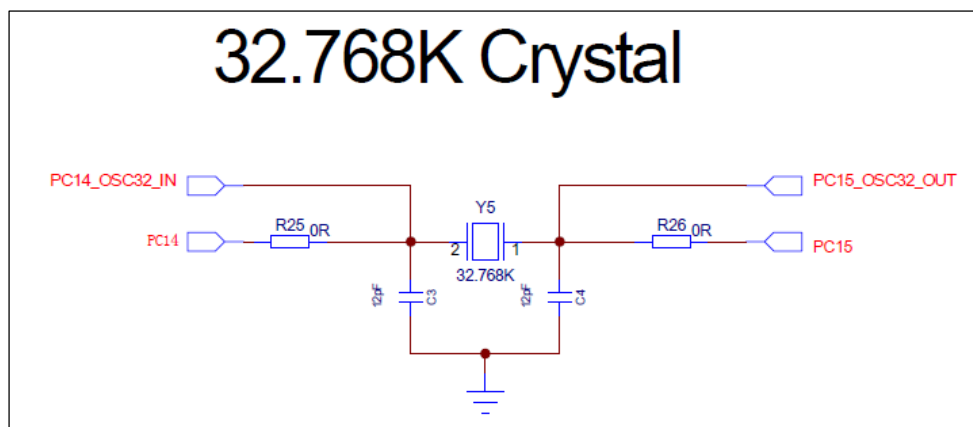 32.768K Crystal
PC14_OSC32_IN
PC15_OSC32_OUT
Y5
R25 0R
R26 0R
PC14
PC15
2
1
32.768K
12pF
C3
12pF
C4